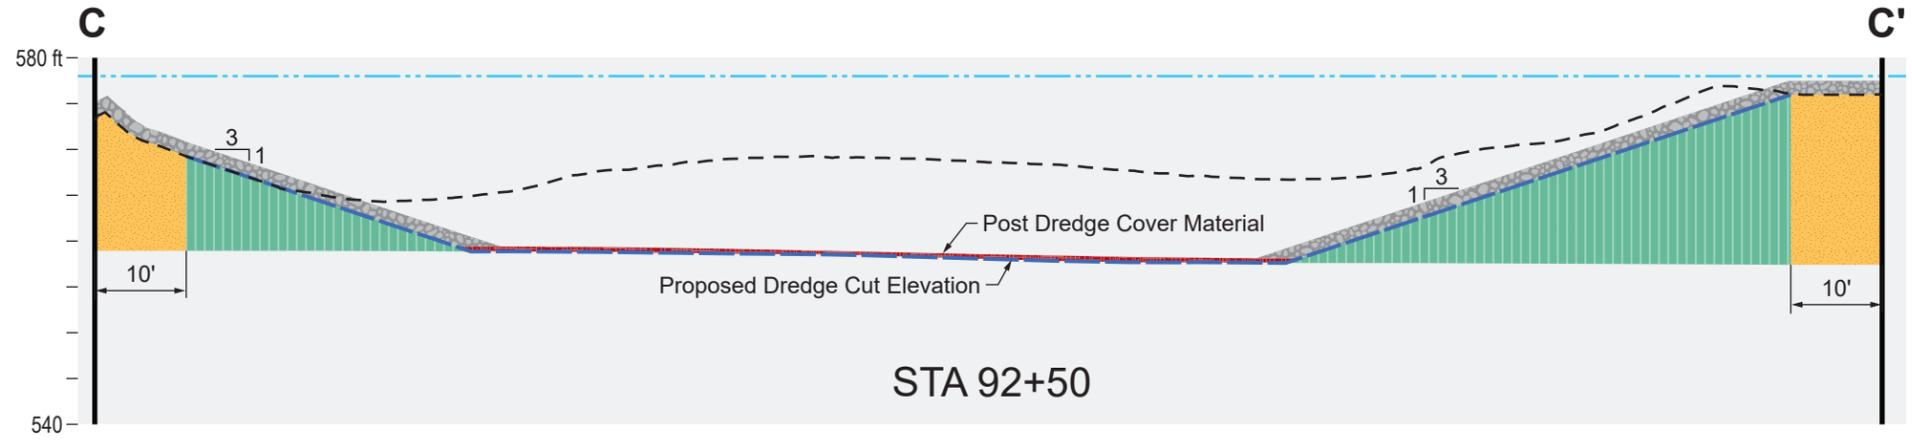 C
C'
580 ft
3
1
3
1
Post Dredge Cover Material
Proposed Dredge Cut Elevation
10'
10'
STA 92+50
540